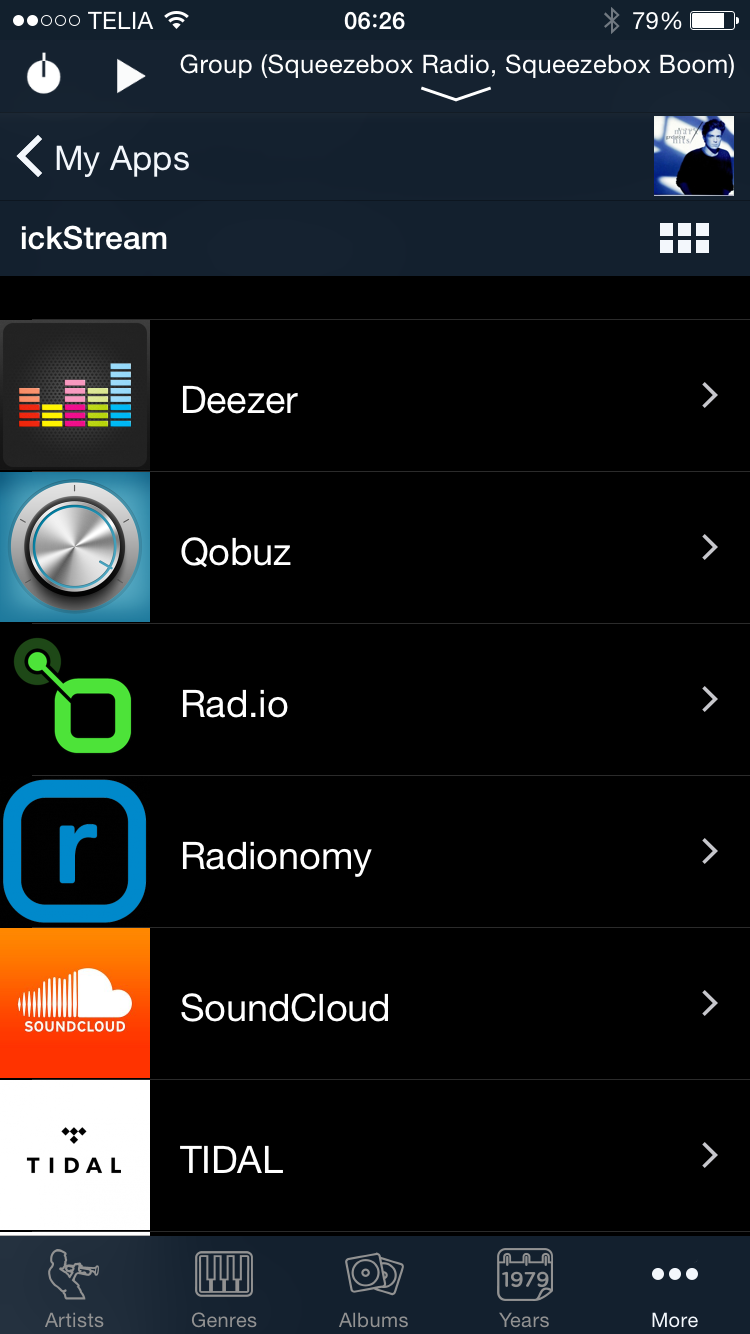 TELIA 06:26 79%
Group (Squeezebox Radio, Squeezebox Boom)
My Apps
ickStream
Deezer
Qobuz
Rad.io
r
Radionomy
SOUNDCLOUD
SoundCloud
TIDAL
TIDAL
1979
Artists Genres Albums Years More